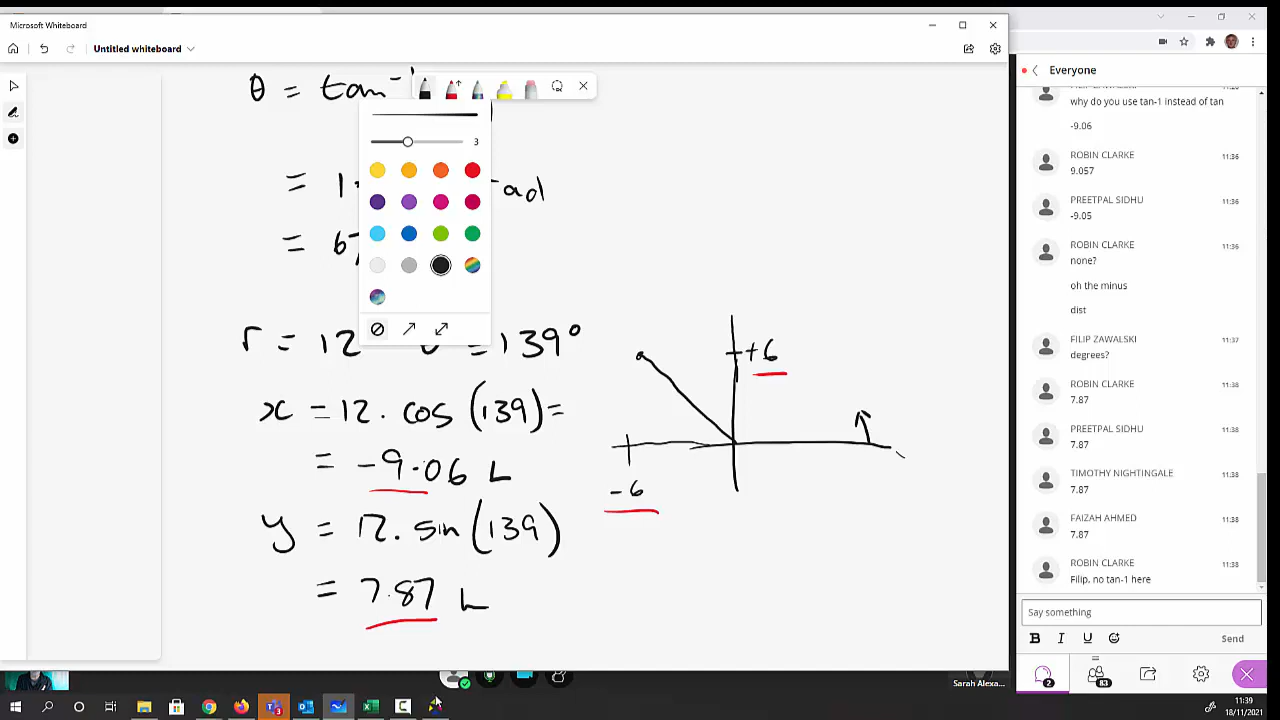 Microsoft Whiteboard
Untitled whiteboard
θ = tan⁻¹
3
= 1. rad
= 67
r = 12 θ = 139°
x = 12. cos (139) =
= -9.06 L
y = 12. sin (139)
= 7.87 L
+6
-6
Everyone
why do you use tan-1 instead of tan
-9.06
ROBIN CLARKE 11:36
9.057
PREETPAL SIDHU 11:36
-9.05
ROBIN CLARKE 11:36
none?
oh the minus
dist
FILIP ZAWALSKI 11:37
degrees?
ROBIN CLARKE 11:38
7.87
PREETPAL SIDHU 11:38
7.87
TIMOTHY NIGHTINGALE 11:38
7.87
FAIZAH AHMED 11:38
7.87
ROBIN CLARKE 11:38
Filip, no tan-1 here
Say something
B I U
Send
2
Sarah Alexa...
11:39
18/11/2021